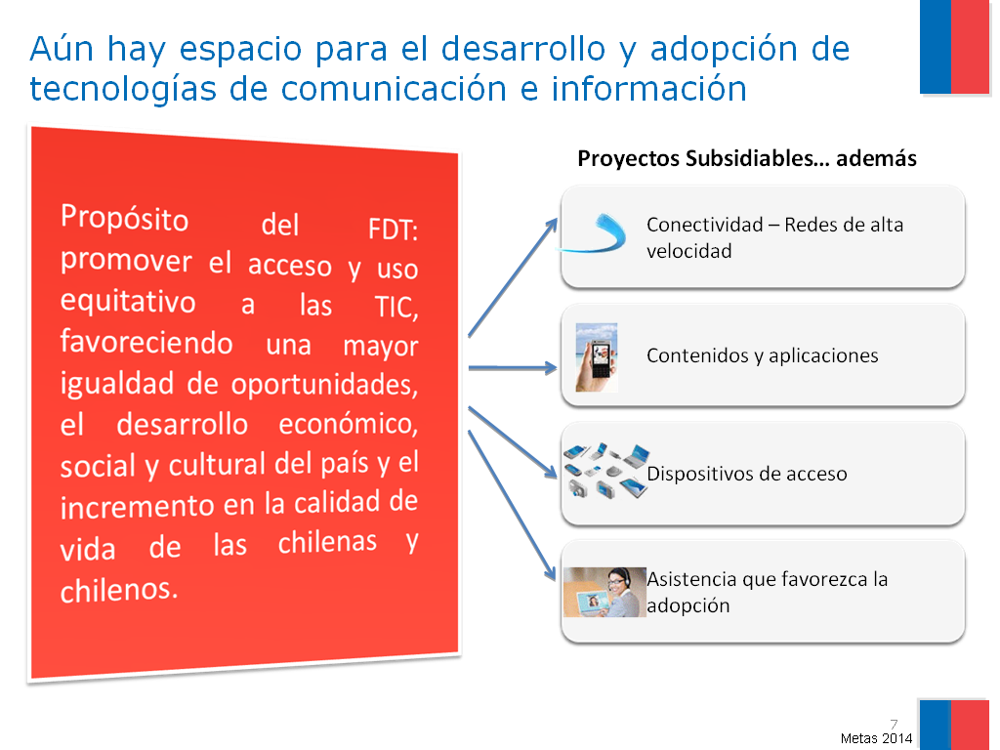 Aún hay espacio para el desarrollo y adopción de
tecnologías de comunicación e información
Propósito del FDT:
promover el acceso y uso
equitativo a las TIC,
favoreciendo una mayor
igualdad de oportunidades,
el desarrollo económico,
social y cultural del país y el
incremento en la calidad de
vida de las chilenas y
chilenos.
Proyectos Subsidiables... además
Conectividad – Redes de alta
velocidad
Contenidos y aplicaciones
Dispositivos de acceso
Asistencia que favorezca la
adopción
7
Metas 2014